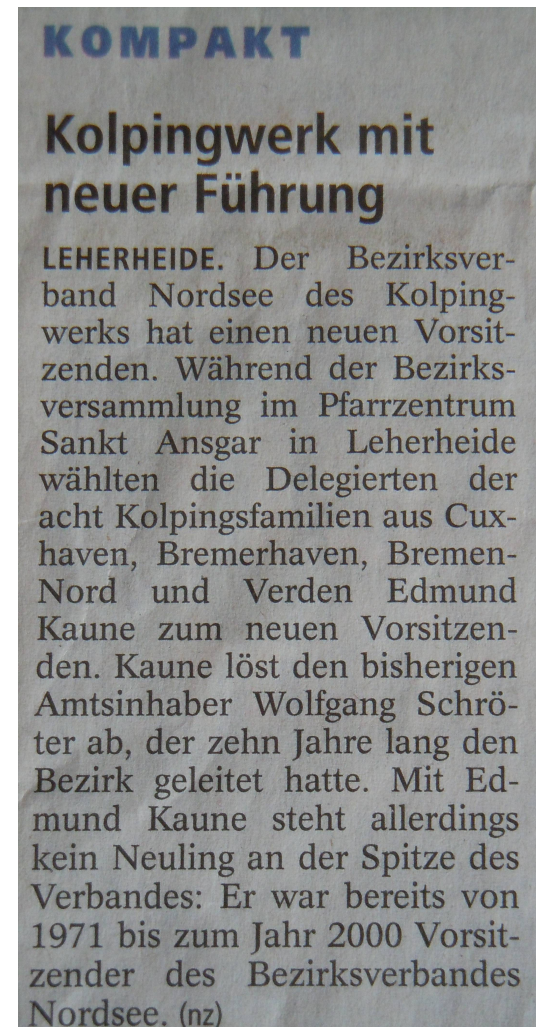 KOMPAKT
Kolpingwerk mit
neuer Führung
LEHERHEIDE. Der Bezirksver-
band Nordsee des Kolping-
werks hat einen neuen Vorsit-
zenden. Während der Bezirks-
versammlung im Pfarrzentrum
Sankt Ansgar in Leherheide
wählten die Delegierten der
acht Kolpingsfamilien aus Cux-
haven, Bremerhaven, Bremen-
Nord und Verden Edmund
Kaune zum neuen Vorsitzen-
den. Kaune löst den bisherigen
Amtsinhaber Wolfgang Schrö-
ter ab, der zehn Jahre lang den
Bezirk geleitet hatte. Mit Ed-
mund Kaune steht allerdings
kein Neuling an der Spitze des
Verbandes: Er war bereits von
1971 bis zum Jahr 2000 Vorsit-
zender des Bezirksverbandes
Nordsee. (nz)